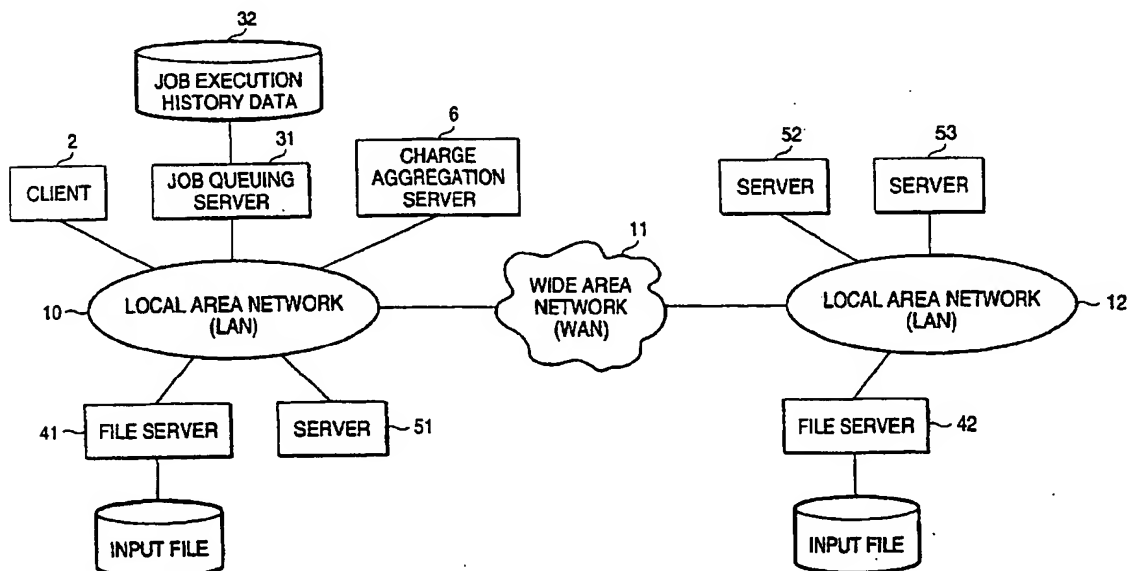 32
JOB EXECUTION
HISTORY DATA
2
CLIENT
31
JOB QUEUING
SERVER
6
CHARGE
AGGREGATION
SERVER
52
SERVER
53
SERVER
10
LOCAL AREA NETWORK
(LAN)
11
WIDE AREA
NETWORK
(WAN)
LOCAL AREA NETWORK
(LAN)
12
41
FILE SERVER
SERVER
51
FILE SERVER
42
INPUT FILE
INPUT FILE